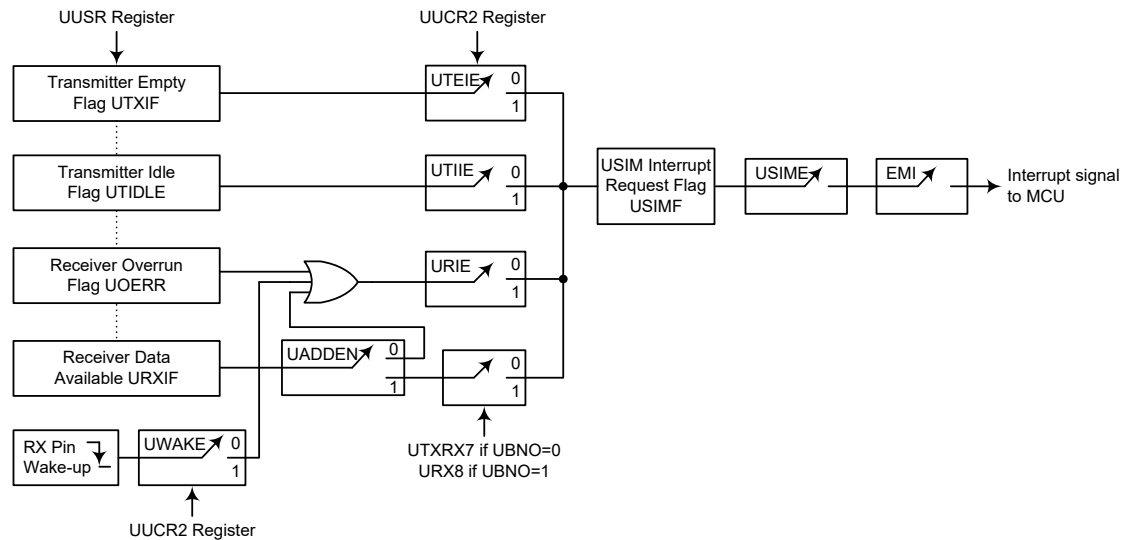 UUSR Register
UUCR2 Register
Transmitter Empty
Flag UTXIF
UTEIE
0
1
Transmitter Idle
Flag UTIDLE
UTIIE
0
1
USIM Interrupt
Request Flag
USIMF
USIME
EMI
Interrupt signal
to MCU
Receiver Overrun
Flag UOERR
URIE
0
1
Receiver Data
Available URXIF
UADDEN
0
1
0
1
RX Pin
Wake-up
UWAKE
0
1
UTXRX7 if UBNO=0
URX8 if UBNO=1
UUCR2 Register